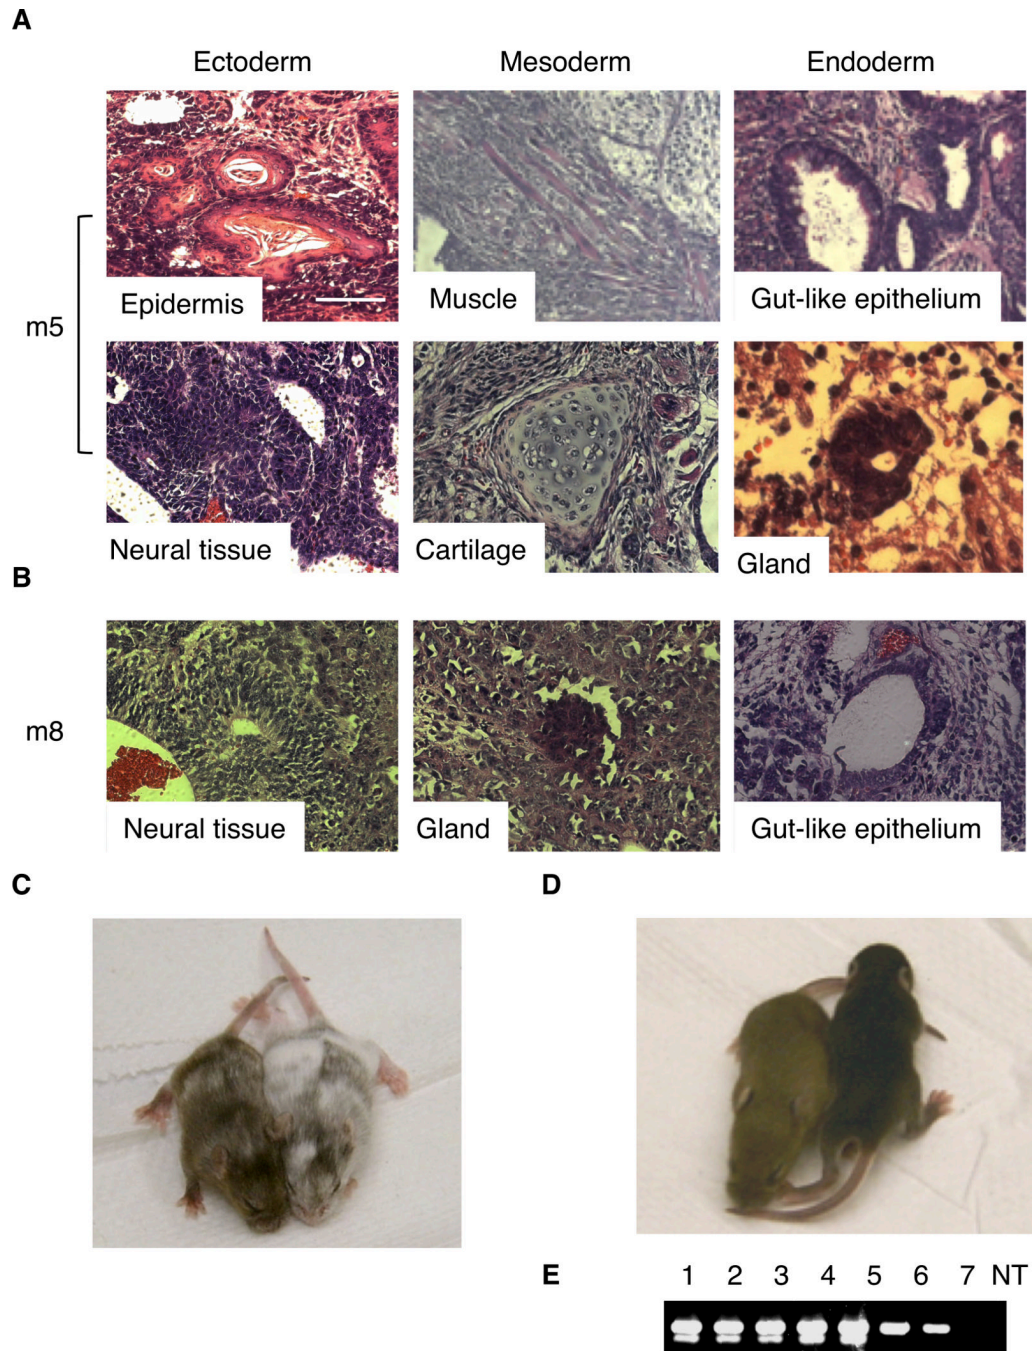 A
Ectoderm Mesoderm Endoderm
m5
Epidermis Muscle Gut-like epithelium
Neural tissue Cartilage Gland
B
m8
Neural tissue Gland Gut-like epithelium
C D
E 1 2 3 4 5 6 7 NT